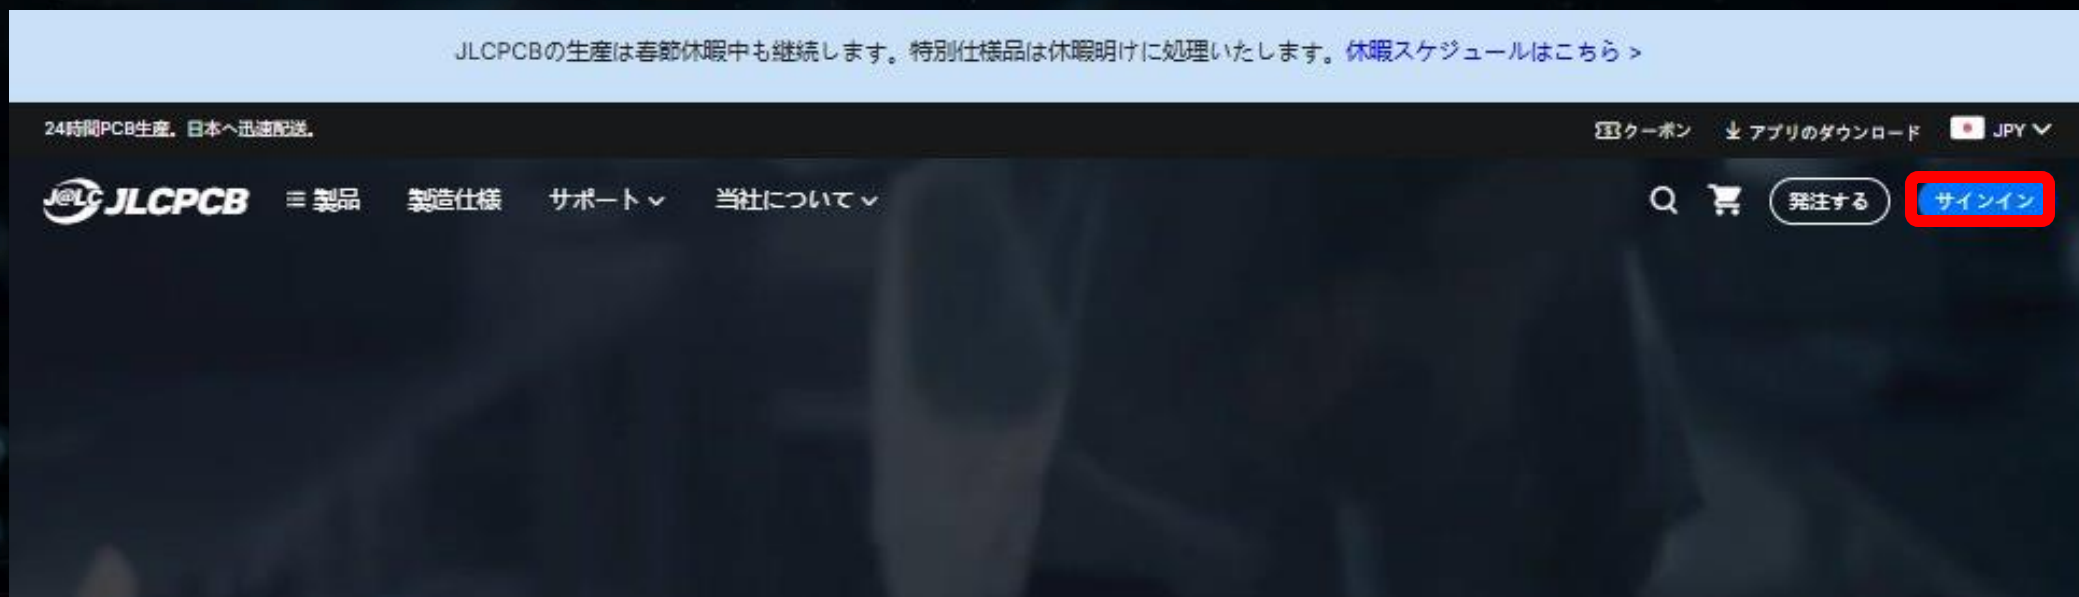 JLCPCBの生産は春節休暇中も継続します。特別仕様品は休暇明けに処理いたします。休暇スケジュールはこちら >
24時間PCB生産。日本へ迅速配送。
クーポン アプリのダウンロード JPY
J@LC JLCPCB 製品 製造仕様 サポート 当社について 発注する サインイン